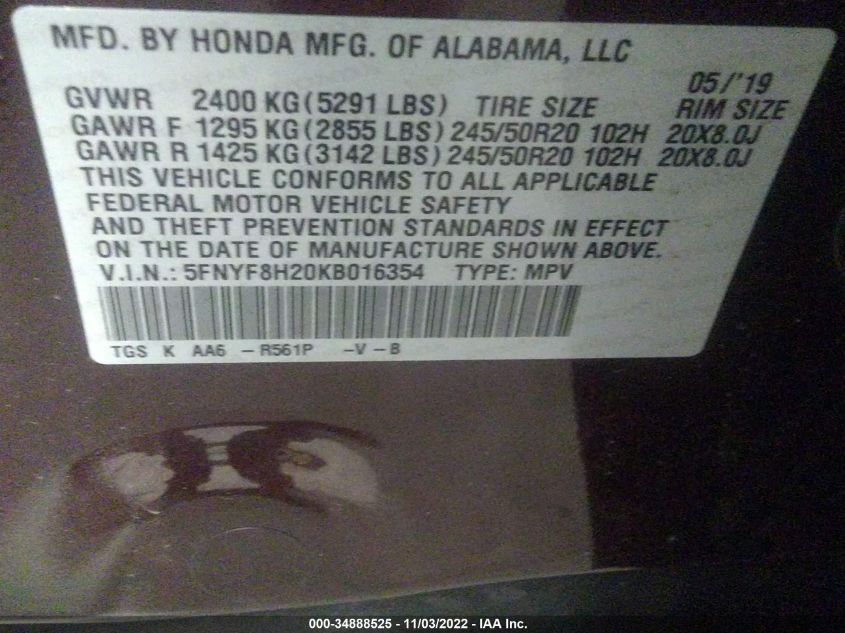 MFD. BY HONDA MFG. OF ALABAMA, LLC
05/'19
GVWR 2400 KG (5291 LBS) TIRE SIZE RIM SIZE
GAWR F 1295 KG (2855 LBS) 245/50R20 102H 20X8.0J
GAWR R 1425 KG (3142 LBS) 245/50R20 102H 20X8.0J
THIS VEHICLE CONFORMS TO ALL APPLICABLE
FEDERAL MOTOR VEHICLE SAFETY
AND THEFT PREVENTION STANDARDS IN EFFECT
ON THE DATE OF MANUFACTURE SHOWN ABOVE.
V.I.N.: 5FNYF8H20KB016354 TYPE: MPV
TGS K AA6 – R561P – V – B
000-34888525 - 11/03/2022 - IAA Inc.